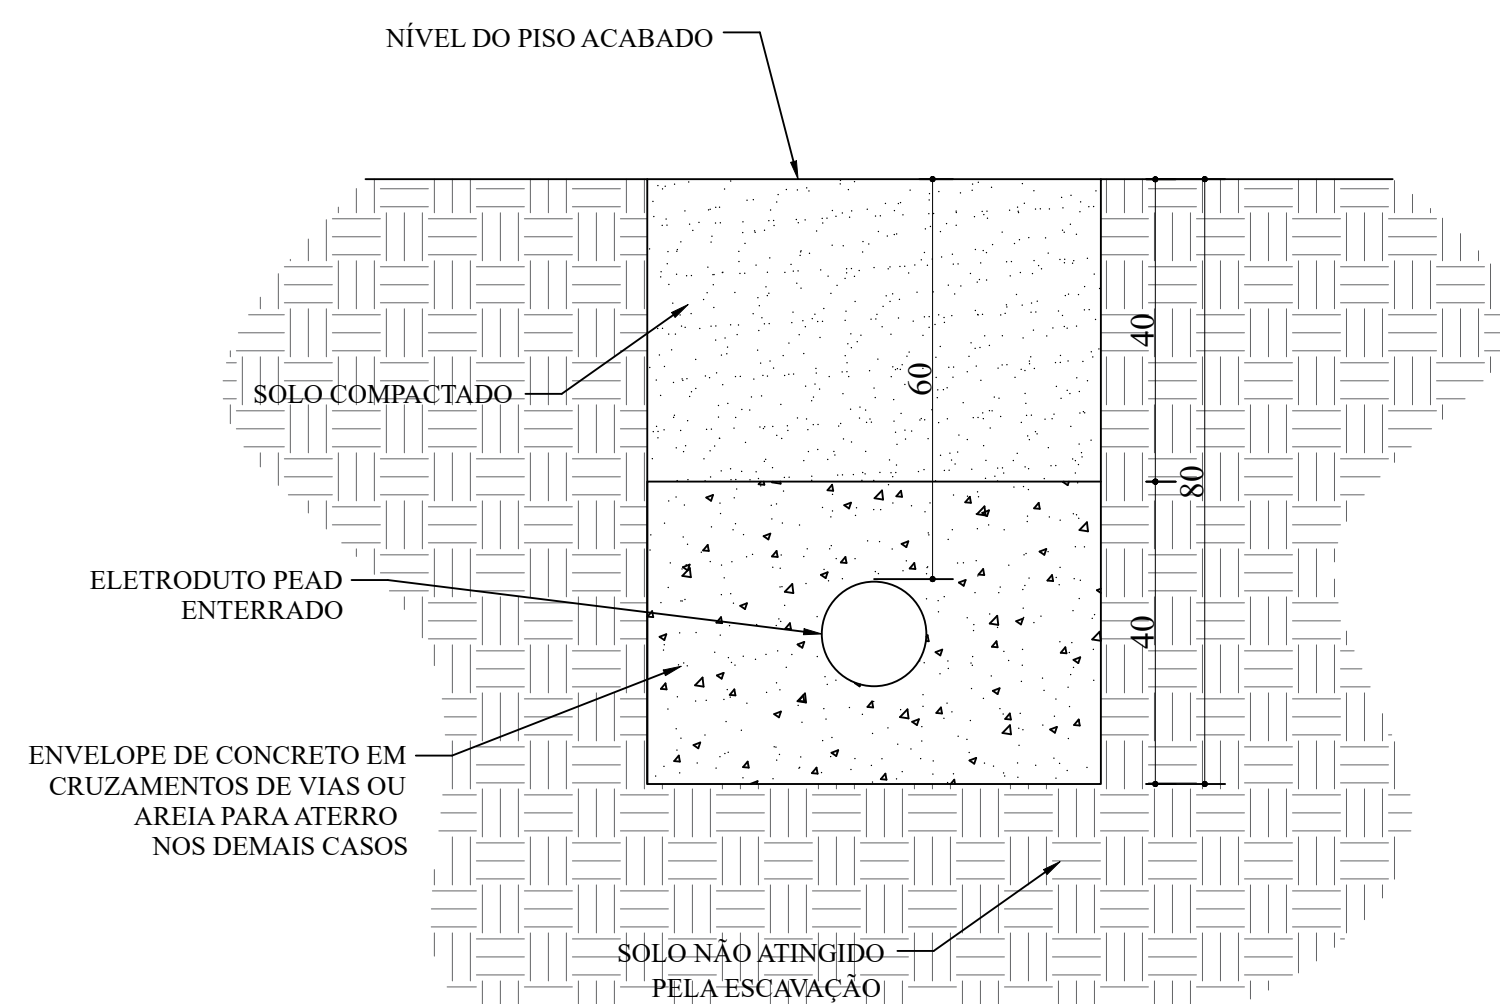 NÍVEL DO PISO ACABADO
40
60
SOLO COMPACTADO
80
ELETRODUTO PEAD
ENTERRADO
40
ENVELOPE DE CONCRETO EM
CRUZAMENTOS DE VIAS OU
AREIA PARA ATERRO
NOS DEMAIS CASOS
SOLO NÃO ATINGIDO
PELA ESCAVAÇÃO